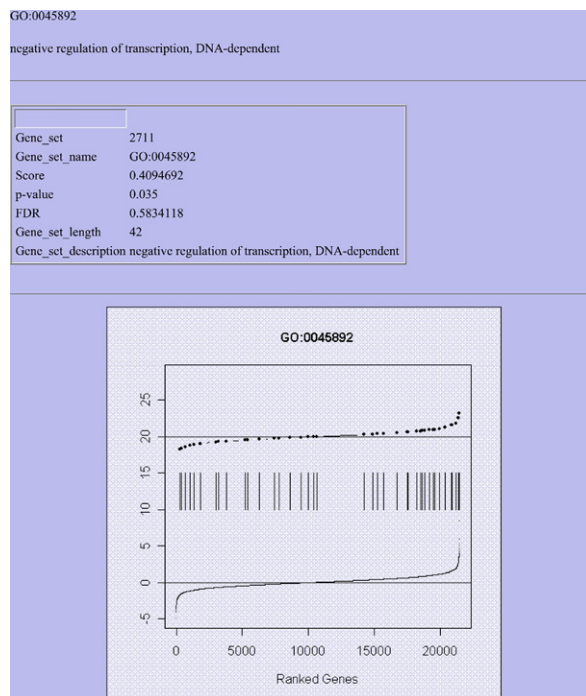 GO:0045892
negative regulation of transcription, DNA-dependent
Gene_set 2711
Gene_set_name GO:0045892
Score 0.4094692
p-value 0.035
FDR 0.5834118
Gene_set_length 42
Gene_set_description negative regulation of transcription, DNA-dependent
GO:0045892
25
20
15
10
5
0
-5
0 5000 10000 15000 20000
Ranked Genes